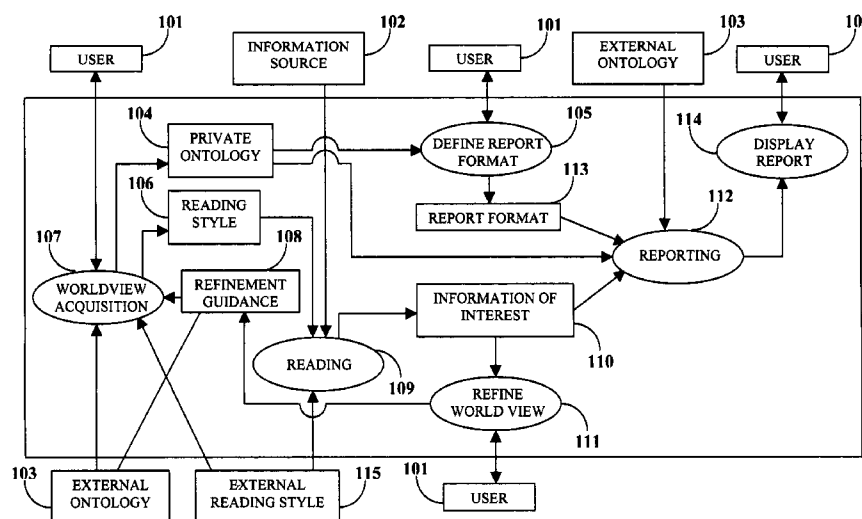 101
USER
102
INFORMATION
SOURCE
101
USER
103
EXTERNAL
ONTOLOGY
10
USER
104
PRIVATE
ONTOLOGY
105
DEFINE REPORT
FORMAT
114
DISPLAY
REPORT
106
READING
STYLE
113
REPORT FORMAT
112
REPORTING
107
WORLDVIEW
ACQUISITION
108
REFINEMENT
GUIDANCE
INFORMATION OF
INTEREST
110
READING
109
REFINE
WORLD VIEW
111
103
EXTERNAL
ONTOLOGY
EXTERNAL
READING STYLE
115
101
USER